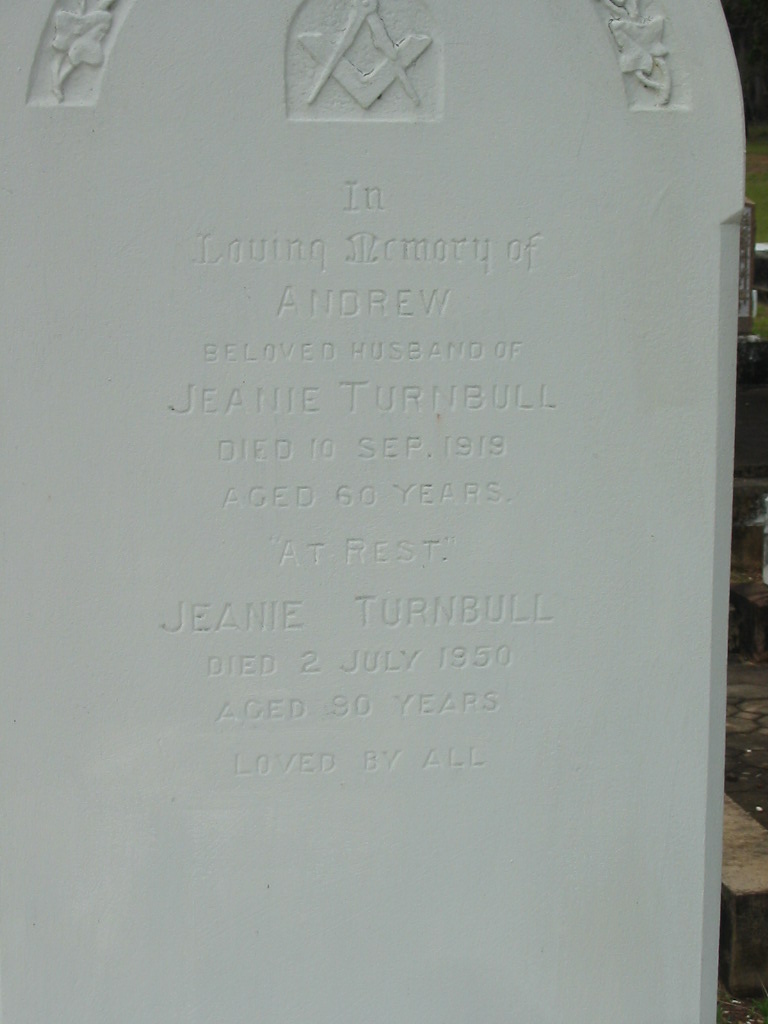 In
Loving Memory of
ANDREW
BELOVED HUSBAND OF
JEANIE TURNBULL
DIED 10 SEP. 1919
AGED 60 YEARS.
"AT REST."
JEANIE TURNBULL
DIED 2 JULY 1950
AGED 90 YEARS
LOVED BY ALL